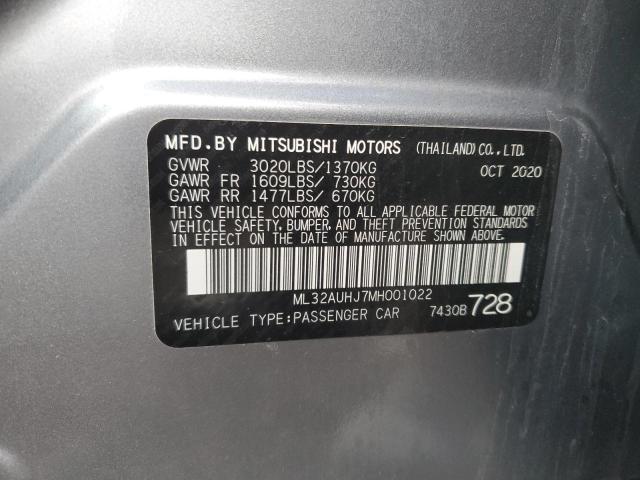 MFD.BY MITSUBISHI MOTORS (THAILAND)CO.,LTD.
GVWR 3020LBS/1370KG OCT 2020
GAWR FR 1609LBS/ 730KG
GAWR RR 1477LBS/ 670KG
THIS VEHICLE CONFORMS TO ALL APPLICABLE FEDERAL MOTOR
VEHICLE SAFETY, BUMPER, AND THEFT PREVENTION STANDARDS
IN EFFECT ON THE DATE OF MANUFACTURE SHOWN ABOVE.
ML32AUHJ7MH001022
VEHICLE TYPE:PASSENGER CAR 7430B 728